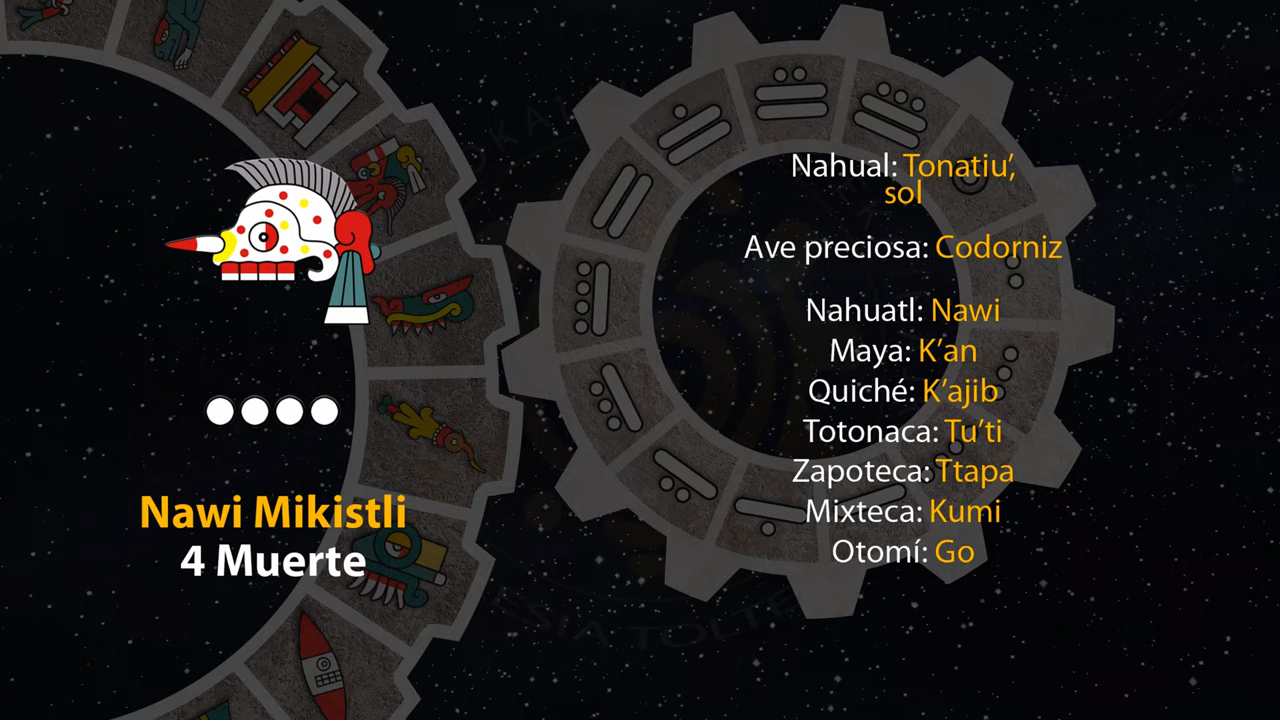 Nawi Mikistli
4 Muerte
Nahual: Tonatiu’,
sol
Ave preciosa: Codorniz
Nahuatl: Nawi
Maya: K’an
Quiché: K’ajib
Totonaca: Tu’ti
Zapoteca: Ttapa
Mixteca: Kumi
Otomí: Go